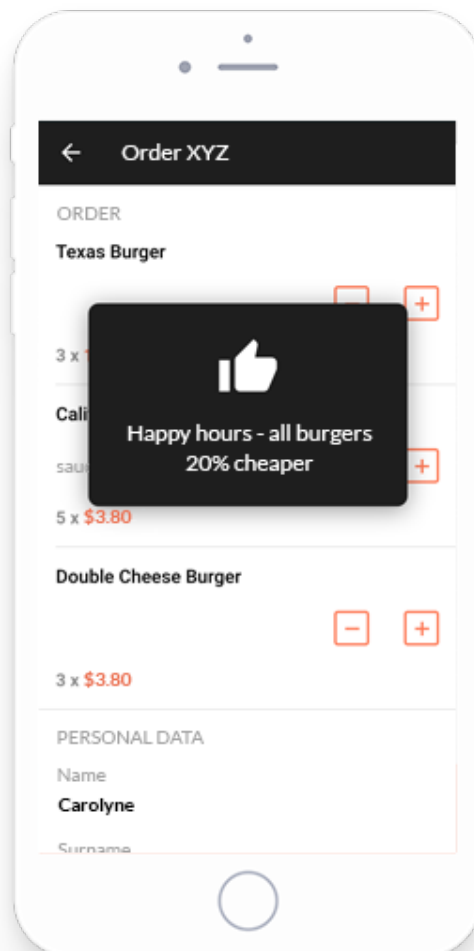 Order XYZ
ORDER
Texas Burger
3 x
Happy hours - all burgers
20% cheaper
5 x $3.80
Double Cheese Burger
3 x $3.80
PERSONAL DATA
Name
Carolyne
Surname